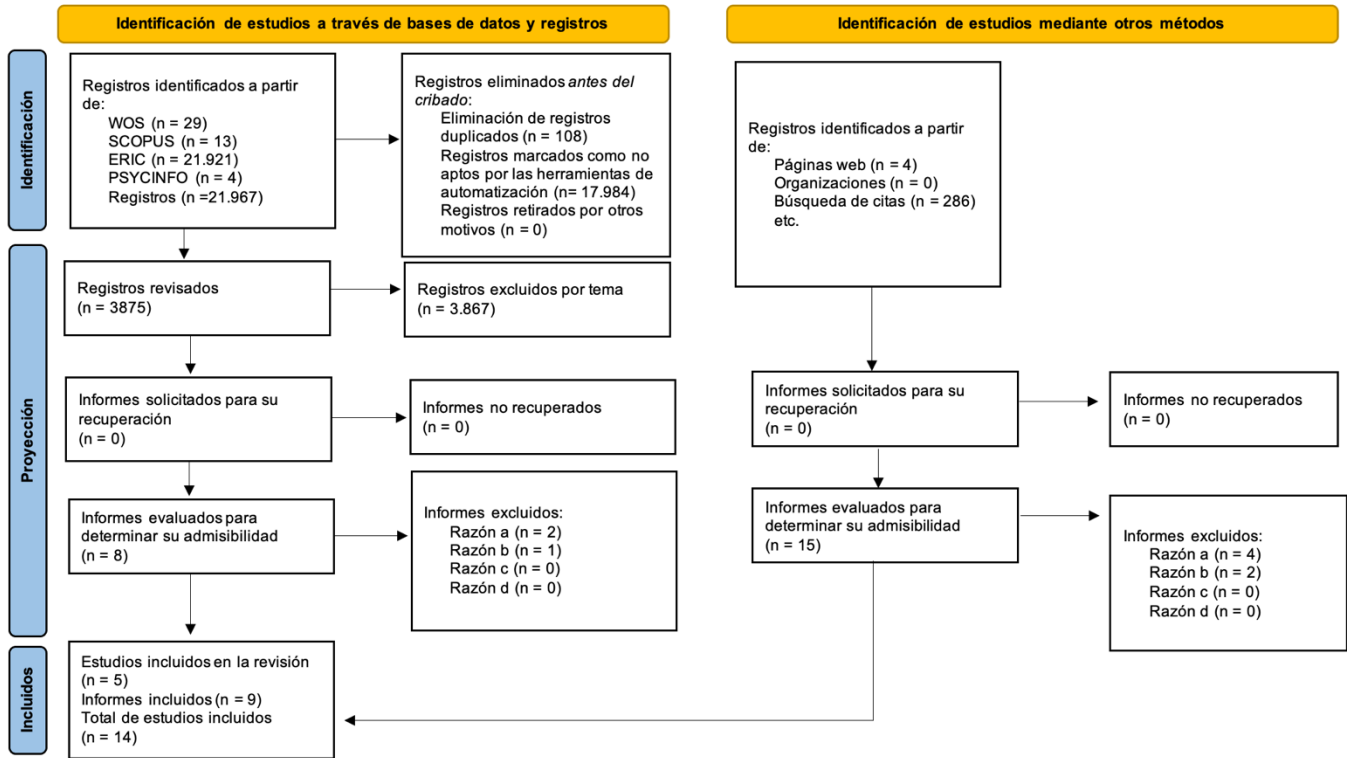 Identificación de estudios a través de bases de datos y registros
Identificación de estudios mediante otros métodos
Identificación
Registros identificados a partir
de:
WOS (n = 29)
SCOPUS (n = 13)
ERIC (n = 21.921)
PSYCINFO (n = 4)
Registros (n =21.967)
Registros eliminados antes del
cribado:
Eliminación de registros
duplicados (n = 108)
Registros marcados como no
aptos por las herramientas de
automatización (n= 17.984)
Registros retirados por otros
motivos (n = 0)
Registros identificados a partir
de:
Páginas web (n = 4)
Organizaciones (n = 0)
Búsqueda de citas (n = 286)
etc.
Proyección
Registros revisados
(n = 3875)
Registros excluidos por tema
(n = 3.867)
Informes solicitados para su
recuperación
(n = 0)
Informes no recuperados
(n = 0)
Informes solicitados para su
recuperación
(n = 0)
Informes no recuperados
(n = 0)
Informes evaluados para
determinar su admisibilidad
(n = 8)
Informes excluidos:
Razón a (n = 2)
Razón b (n = 1)
Razón c (n = 0)
Razón d (n = 0)
Informes evaluados para
determinar su admisibilidad
(n = 15)
Informes excluidos:
Razón a (n = 4)
Razón b (n = 2)
Razón c (n = 0)
Razón d (n = 0)
Incluidos
Estudios incluidos en la revisión
(n = 5)
Informes incluidos (n = 9)
Total de estudios incluidos
(n = 14)